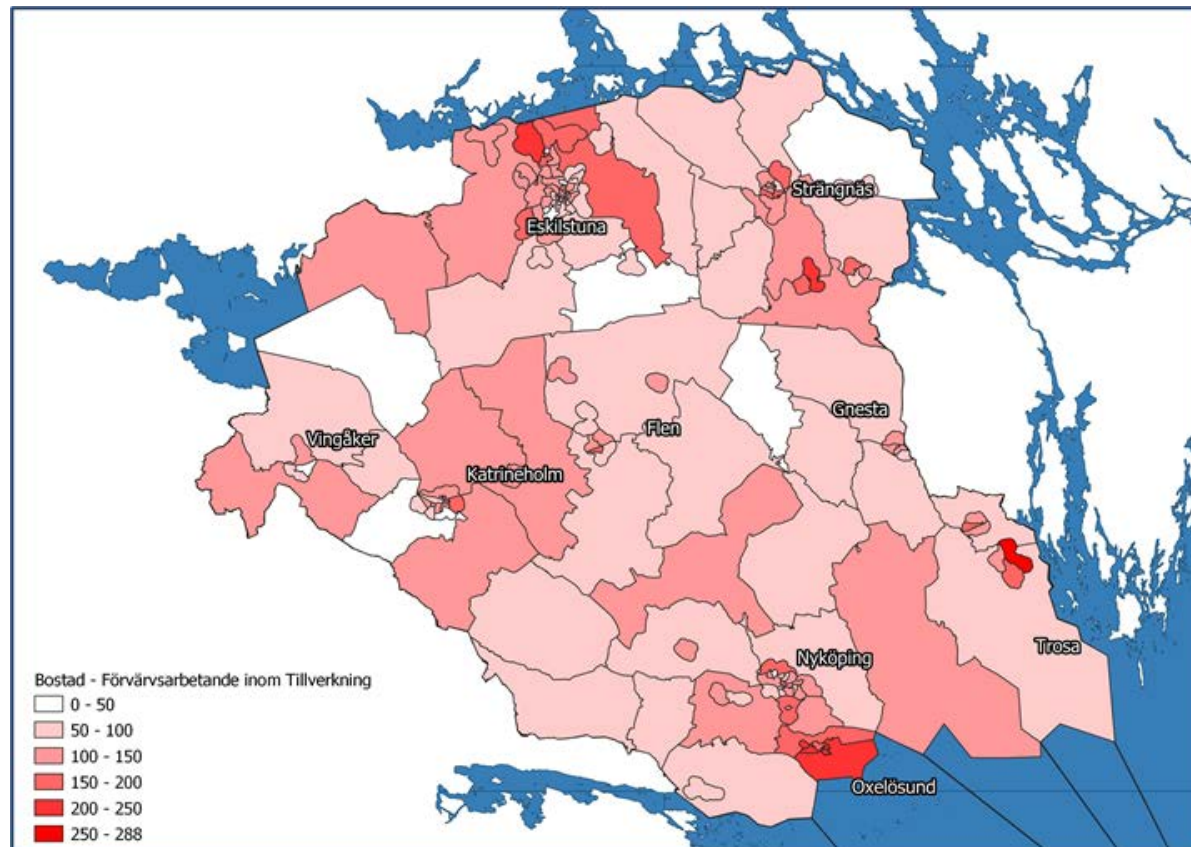 Strängnäs
Eskilstuna
Gnesta
Flen
Vingåker
Katrineholm
Trosa
Nyköping
Oxelösund
Bostad - Förvärvsarbetande inom Tillverkning
0 - 50
50 - 100
100 - 150
150 - 200
200 - 250
250 - 288